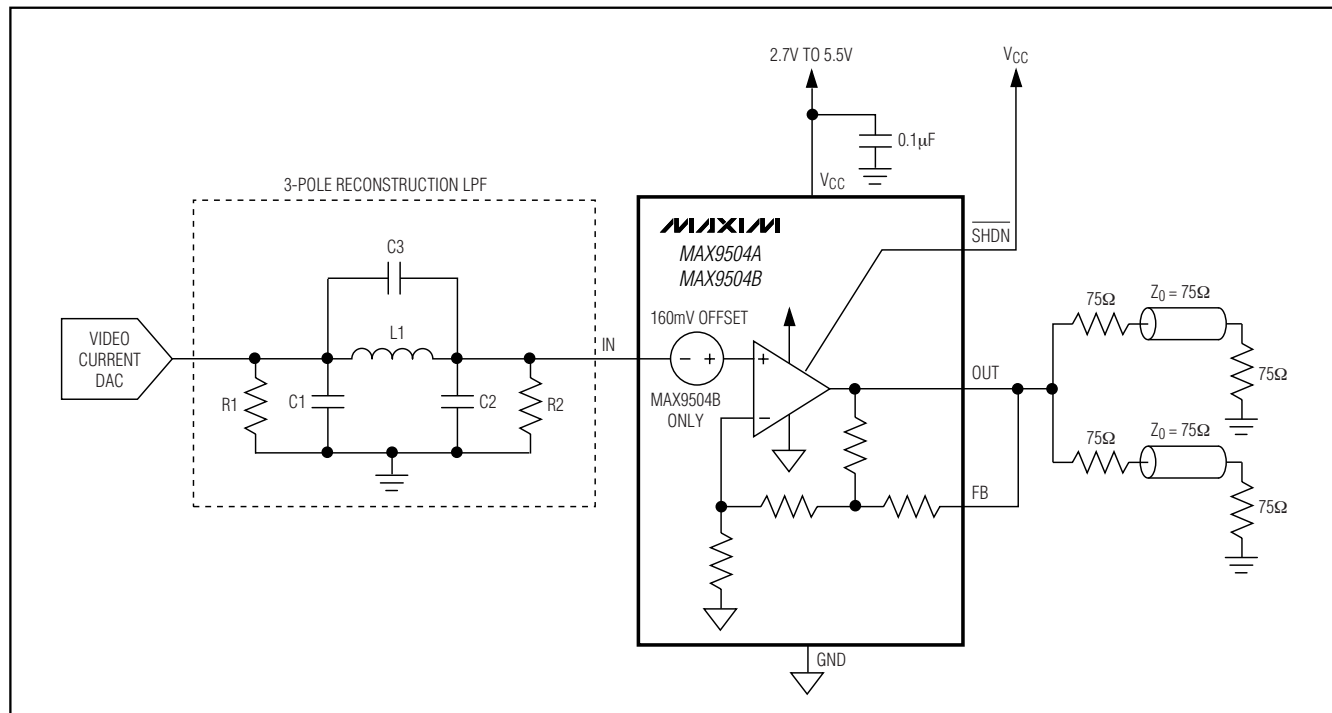 2.7V TO 5.5V
VCC
0.1µF
3-POLE RECONSTRUCTION LPF
VCC
MAXIM
SHDN
MAX9504A
MAX9504B
C3
75Ω
Z0 = 75Ω
160mV OFFSET
VIDEO
CURRENT
DAC
L1
IN
- +
+
OUT
75Ω
R1
C1
C2
R2
MAX9504B
ONLY
-
75Ω
Z0 = 75Ω
FB
75Ω
GND